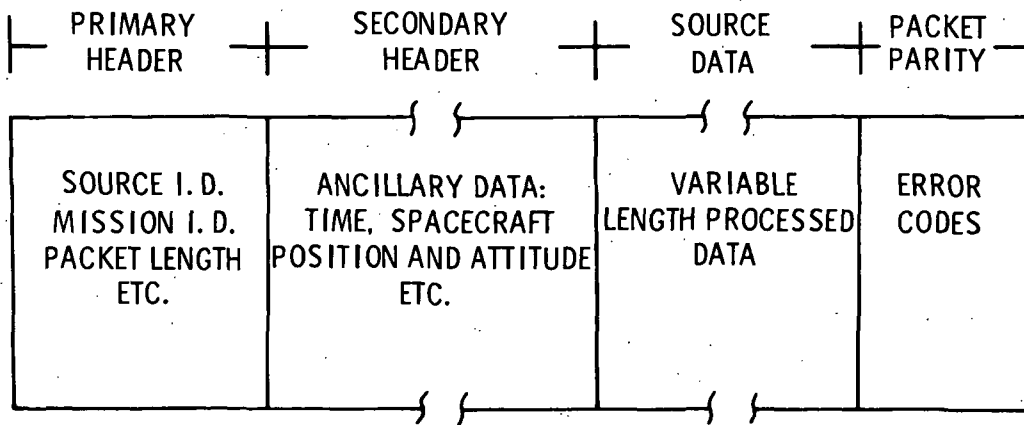 PRIMARY
HEADER
SECONDARY
HEADER
SOURCE
DATA
PACKET
PARITY
SOURCE I. D.
MISSION I. D.
PACKET LENGTH
ETC.
ANCILLARY DATA:
TIME, SPACECRAFT
POSITION AND ATTITUDE
ETC.
VARIABLE
LENGTH PROCESSED
DATA
ERROR
CODES